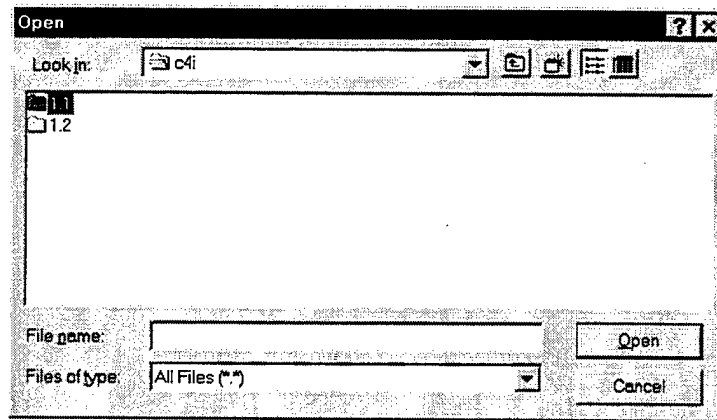 Open ? ×
Look in: c4i
1.1
1.2
File name: Open
Files of type: All Files (*.*) Cancel